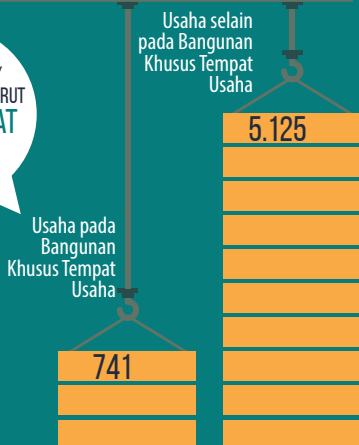 RUT
AT
Usaha selain
pada Bangunan
Khusus Tempat
Usaha
5.125
Usaha pada
Bangunan
Khusus Tempat
Usaha
741